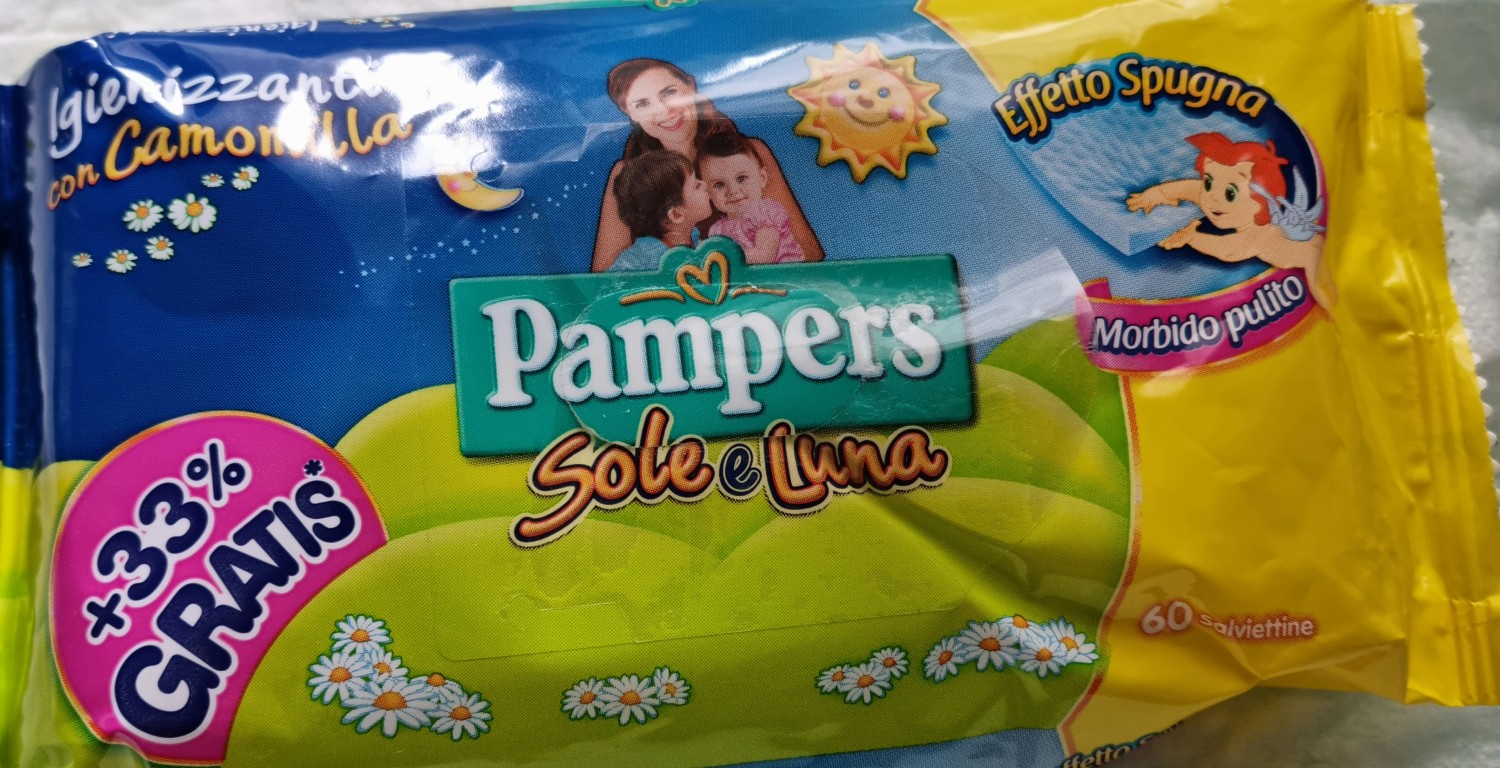 Igienizzanti
con Camomilla
Effetto Spugna
Morbido pulito
Pampers
Sole e Luna
+33%
GRATIS*
60 salviettine